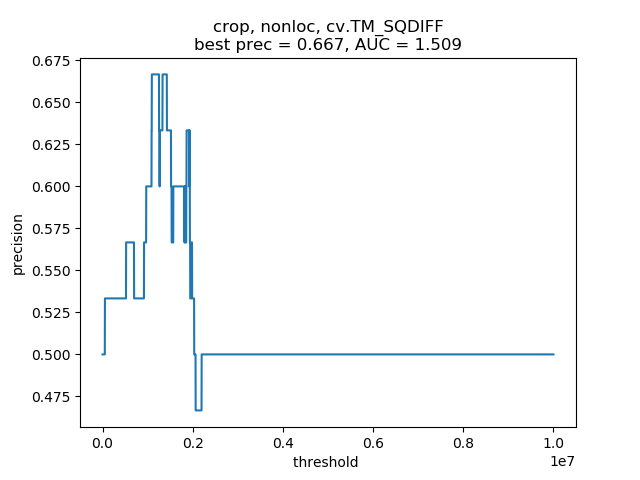 crop, nonloc, cv.TM_SQDIFF
best prec = 0.667, AUC = 1.509
0.675
0.650
0.625
0.600
0.575
0.550
0.525
0.500
0.475
precision
0.0 0.2 0.4 0.6 0.8 1.0
1e7
threshold